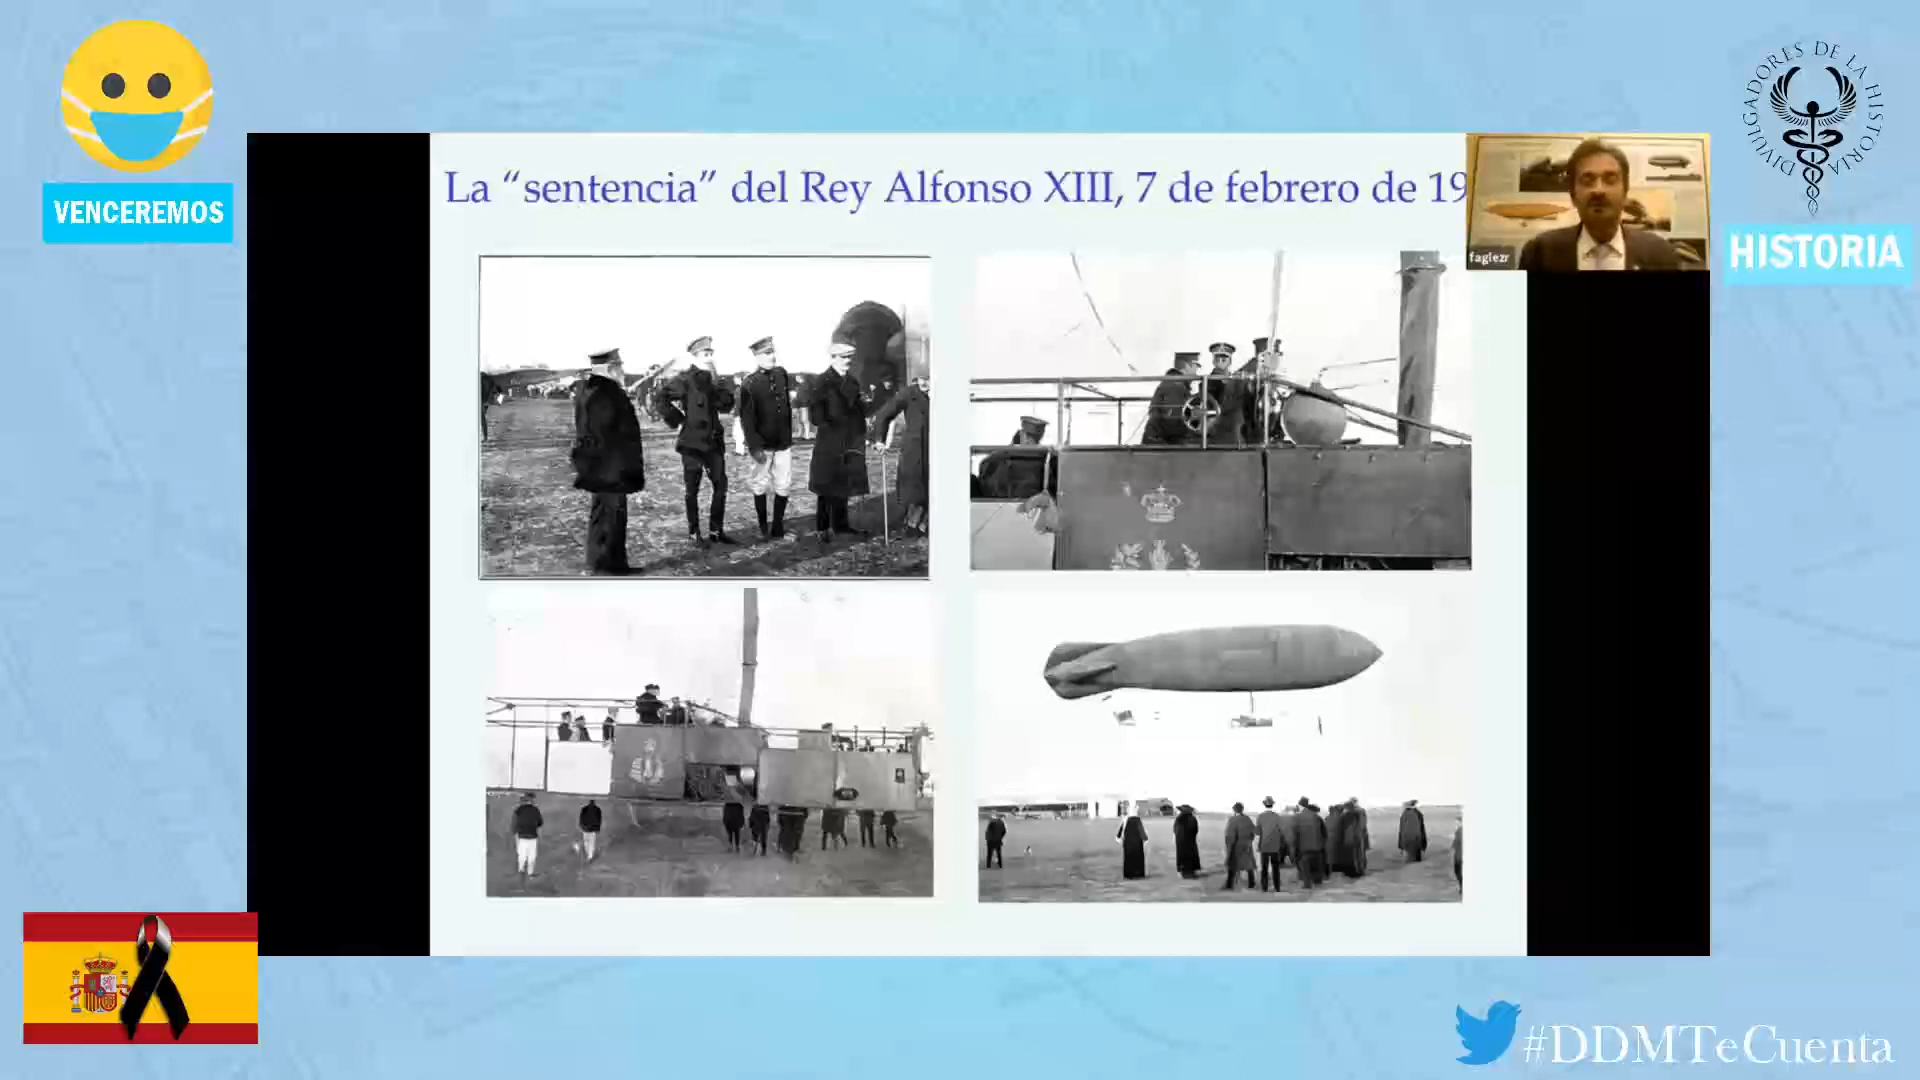 VENCEREMOS
DIVULGADORES DE LA HISTORIA
HISTORIA
La “sentencia” del Rey Alfonso XIII, 7 de febrero de 19
faglezr
#DDMTeCuenta